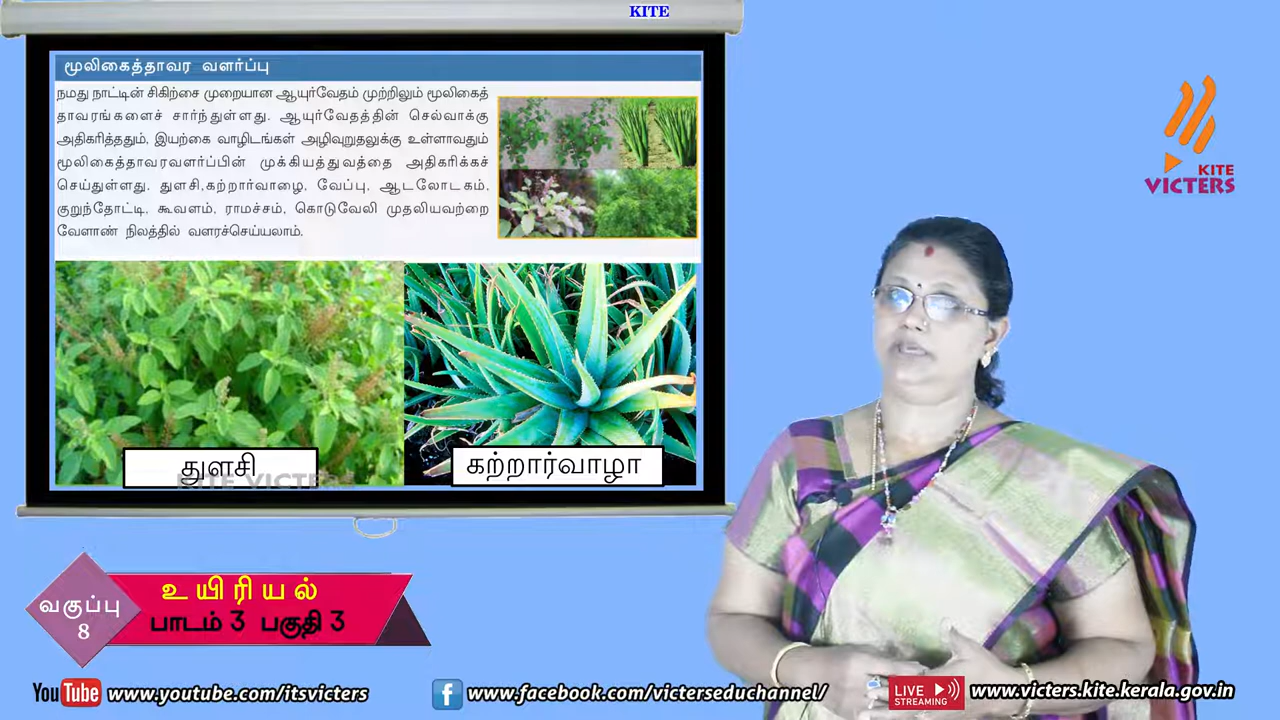 KITE
மூலிகைத்தாவர வளர்ப்பு
நமது நாட்டின் சிகிற்சை முறையான ஆயுர்வேதம் முற்றிலும் மூலிகைத்
தாவரங்களைச் சார்ந்துள்ளது. ஆயுர்வேதத்தின் செல்வாக்கு
அதிகரித்ததும், இயற்கை வாழிடங்கள் அழிவுறுதலுக்கு உள்ளாவதும்
மூலிகைத்தாவரவளர்ப்பின் முக்கியத்துவத்தை அதிகரிக்கச்
செய்துள்ளது. துளசி,கற்றார்வாழை, வேப்பு, ஆடலோடகம்,
குறுந்தோட்டி, கூவளம், ராமச்சம், கொடுவேலி முதலியவற்றை
வேளாண் நிலத்தில் வளரச்செய்யலாம்.
துளசி
கற்றார்வாழா
KITE VICTERS
KITE
VICTERS
வகுப்பு
8
உயிரியல்
பாடம் 3 பகுதி 3
YouTube www.youtube.com/itsvicters
f www.facebook.com/victerseduchannel/
LIVE STREAMING www.victers.kite.kerala.gov.in